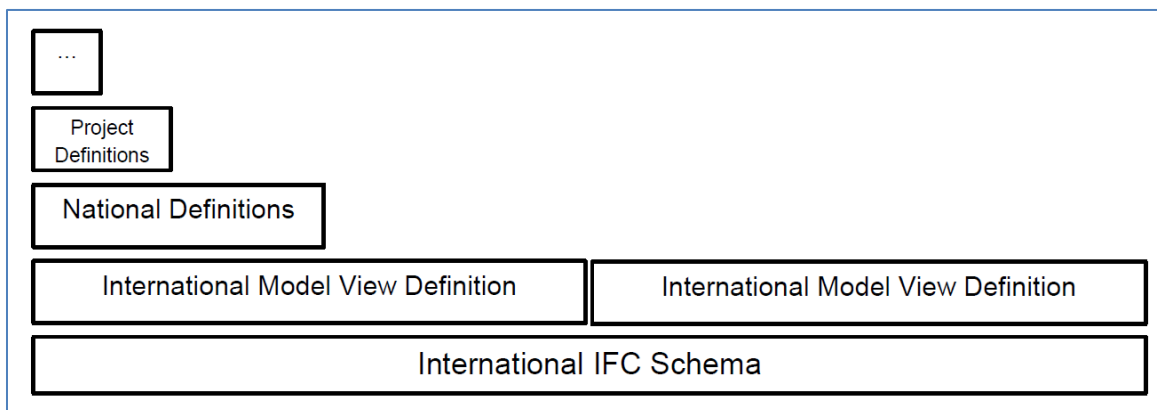 ...
Project
Definitions
National Definitions
International Model View Definition
International Model View Definition
International IFC Schema